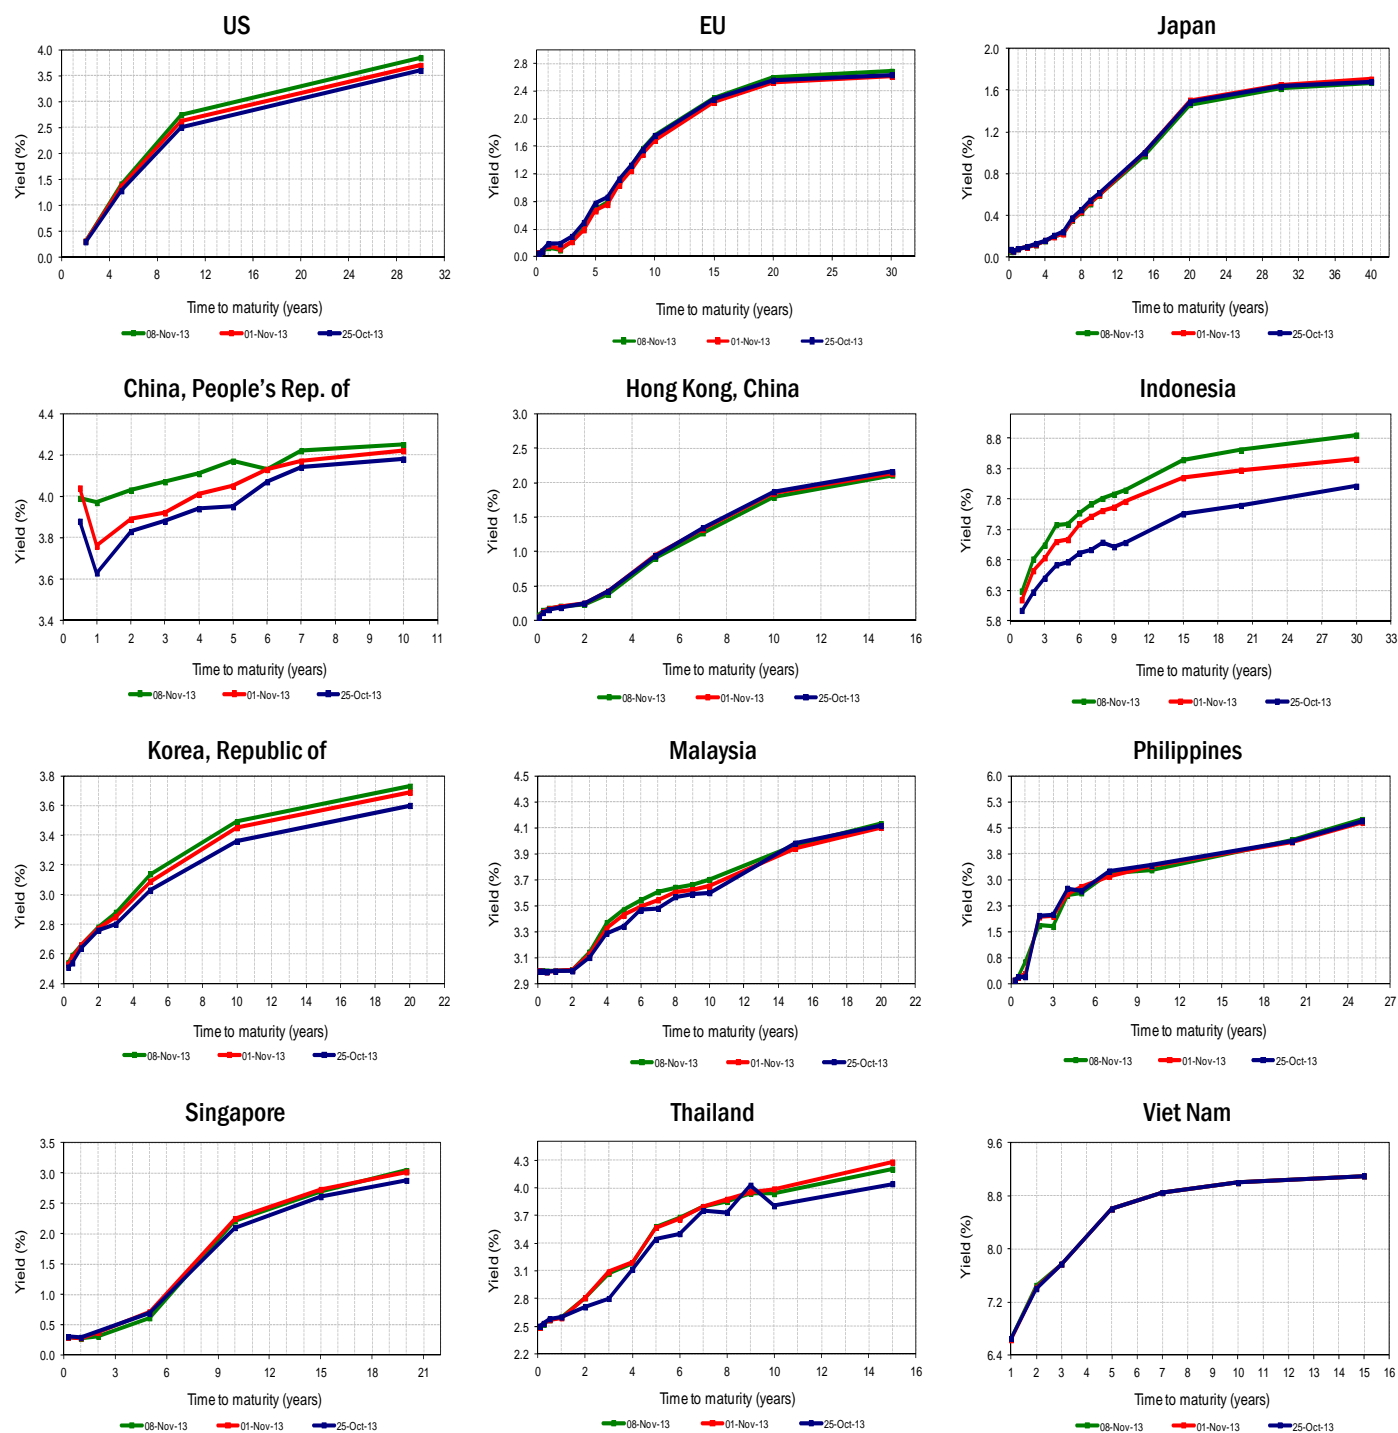 US
EU
Japan
4.0
3.5
3.0
2.5
2.0
1.5
1.0
0.5
0.0
Yield (%)
0 4 8 12 16 20 24 28 32
Time to maturity (years)
08-Nov-13 01-Nov-13 25-Oct-13
2.8
2.4
2.0
1.6
1.2
0.8
0.4
0.0
Yield (%)
0 5 10 15 20 25 30
Time to maturity (years)
08-Nov-13 01-Nov-13 25-Oct-13
2.0
1.6
1.2
0.8
0.4
0.0
Yield (%)
0 4 8 12 16 20 24 28 32 36 40
Time to maturity (years)
08-Nov-13 01-Nov-13 25-Oct-13
China, People's Rep. of
Hong Kong, China
Indonesia
4.4
4.2
4.0
3.8
3.6
3.4
Yield (%)
0 1 2 3 4 5 6 7 8 9 10 11
Time to maturity (years)
08-Nov-13 01-Nov-13 25-Oct-13
3.0
2.5
2.0
1.5
1.0
0.5
0.0
Yield (%)
0 2 4 6 8 10 12 14 16
Time to maturity (years)
08-Nov-13 01-Nov-13 25-Oct-13
8.8
8.3
7.8
7.3
6.8
6.3
5.8
Yield (%)
0 3 6 9 12 15 18 21 24 27 30 33
Time to maturity (years)
08-Nov-13 01-Nov-13 25-Oct-13
Korea, Republic of
Malaysia
Philippines
3.8
3.6
3.4
3.2
3.0
2.8
2.6
2.4
Yield (%)
0 2 4 6 8 10 12 14 16 18 20 22
Time to maturity (years)
08-Nov-13 01-Nov-13 25-Oct-13
4.5
4.3
4.1
3.9
3.7
3.5
3.3
3.1
2.9
Yield (%)
0 2 4 6 8 10 12 14 16 18 20 22
Time to maturity (years)
08-Nov-13 01-Nov-13 25-Oct-13
6.0
5.3
4.5
3.8
3.0
2.3
1.5
0.8
0.0
Yield (%)
0 3 6 9 12 15 18 21 24 27
Time to maturity (years)
08-Nov-13 01-Nov-13 25-Oct-13
Singapore
Thailand
Viet Nam
3.5
3.0
2.5
2.0
1.5
1.0
0.5
0.0
Yield (%)
0 3 6 9 12 15 18 21
Time to maturity (years)
08-Nov-13 01-Nov-13 25-Oct-13
4.3
4.0
3.7
3.4
3.1
2.8
2.5
2.2
Yield (%)
0 2 4 6 8 10 12 14 16
Time to maturity (years)
08-Nov-13 01-Nov-13 25-Oct-13
9.6
8.8
8.0
7.2
6.4
Yield (%)
1 2 3 4 5 6 7 8 9 10 11 12 13 14 15 16
Time to maturity (years)
08-Nov-13 01-Nov-13 25-Oct-13